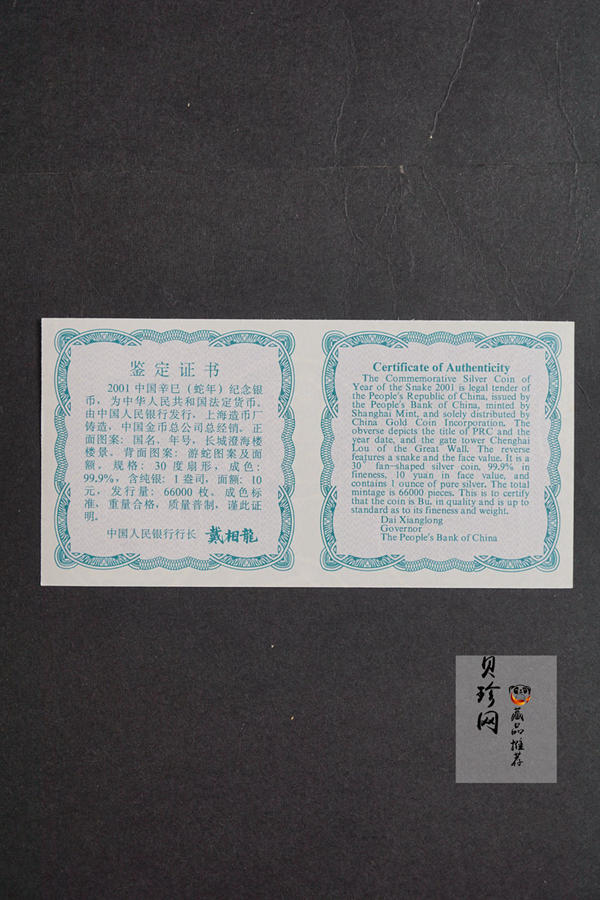 鉴定证书
2001 中国辛巳（蛇年）纪念银
币，为中华人民共和国法定货币。
由中国人民银行发行，上海造币厂
铸造，中国金币总公司总经销。正
面图案：国名、年号，长城澄海楼
楼景。背面图案：游蛇图案及面
额。规格：30 度扇形，成色：
99.9%，含纯银：1 盎司，面额：10
元，发行量：66000 枚。成色标
准，重量合格，质量普制，谨此证
明。
中国人民银行行长 戴相龍
Certificate of Authenticity
The Commemorative Silver Coin of
Year of the Snake 2001 is legal tender of
the People's Republic of China, issued by
the People's Bank of China, minted by
Shanghai Mint, and solely distributed by
China Gold Coin Incorporation. The
obverse depicts the title of PRC and the
year date, and the gate tower Chenghai
Lou of the Great Wall. The reverse
features a snake and the face value. It is a
30° fan-shaped silver coin, 99.9% in
fineness, 10 yuan in face value, and
contains 1 ounce of pure silver. The total
mintage is 66000 pieces. This is to certify
that the coin is Bu. in quality and is up to
standard as to its fineness and weight.
Dai Xianglong
Governor
The People's Bank of China
贝珍网
藏品推荐